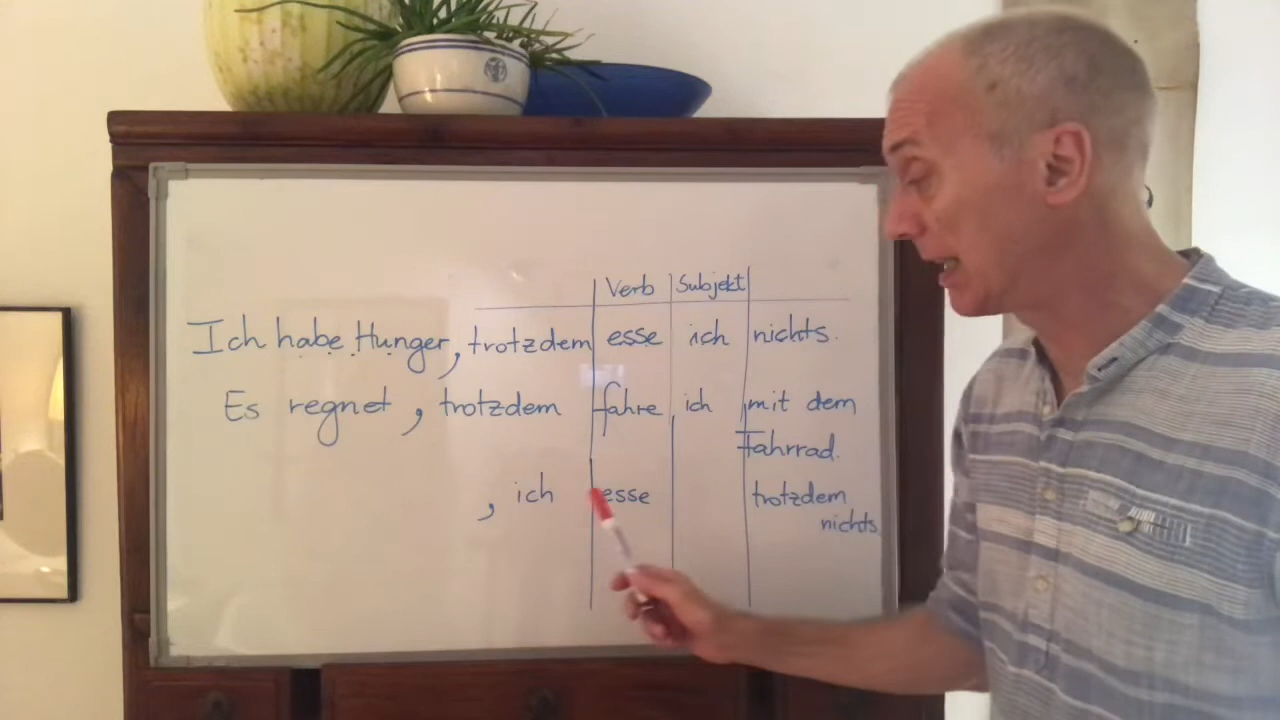 Verb Subjekt
Ich habe Hunger, trotzdem esse ich nichts.
Es regnet, trotzdem fahre ich mit dem
Fahrrad.
, ich esse trotzdem
nichts